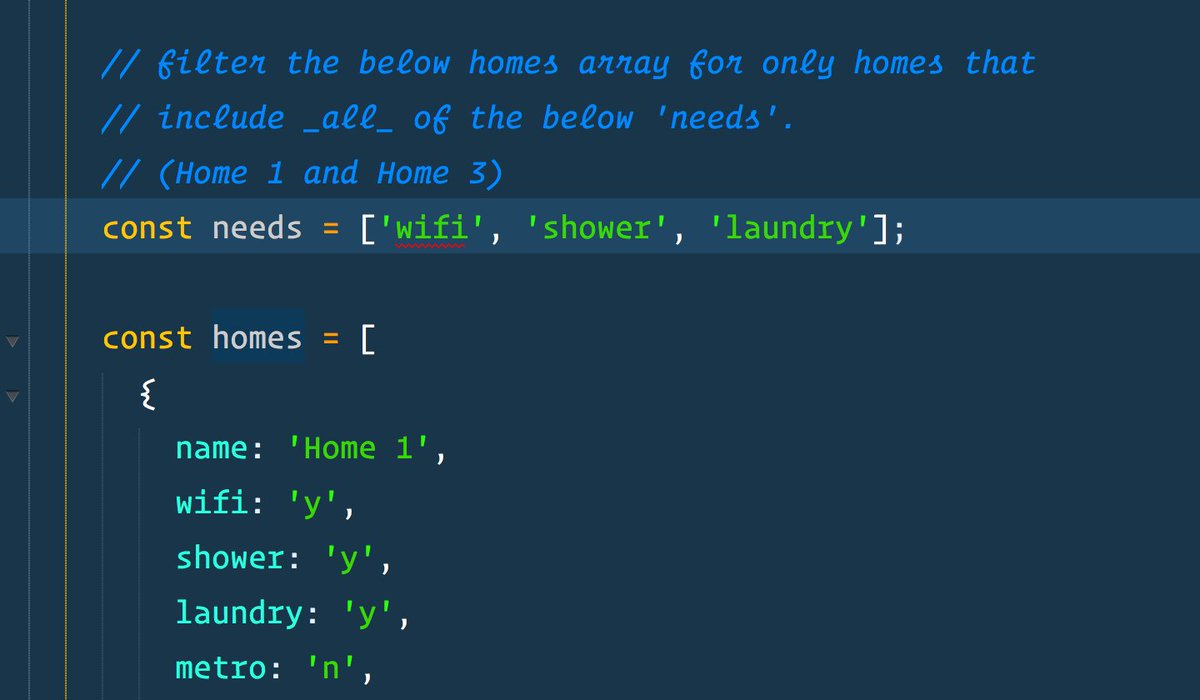 // filter the below homes array for only homes that
// include _all_ of the below 'needs'.
// (Home 1 and Home 3)
const needs = ['wifi', 'shower', 'laundry'];
const homes = [
{
name: 'Home 1',
wifi: 'y',
shower: 'y',
laundry: 'y',
metro: 'n',